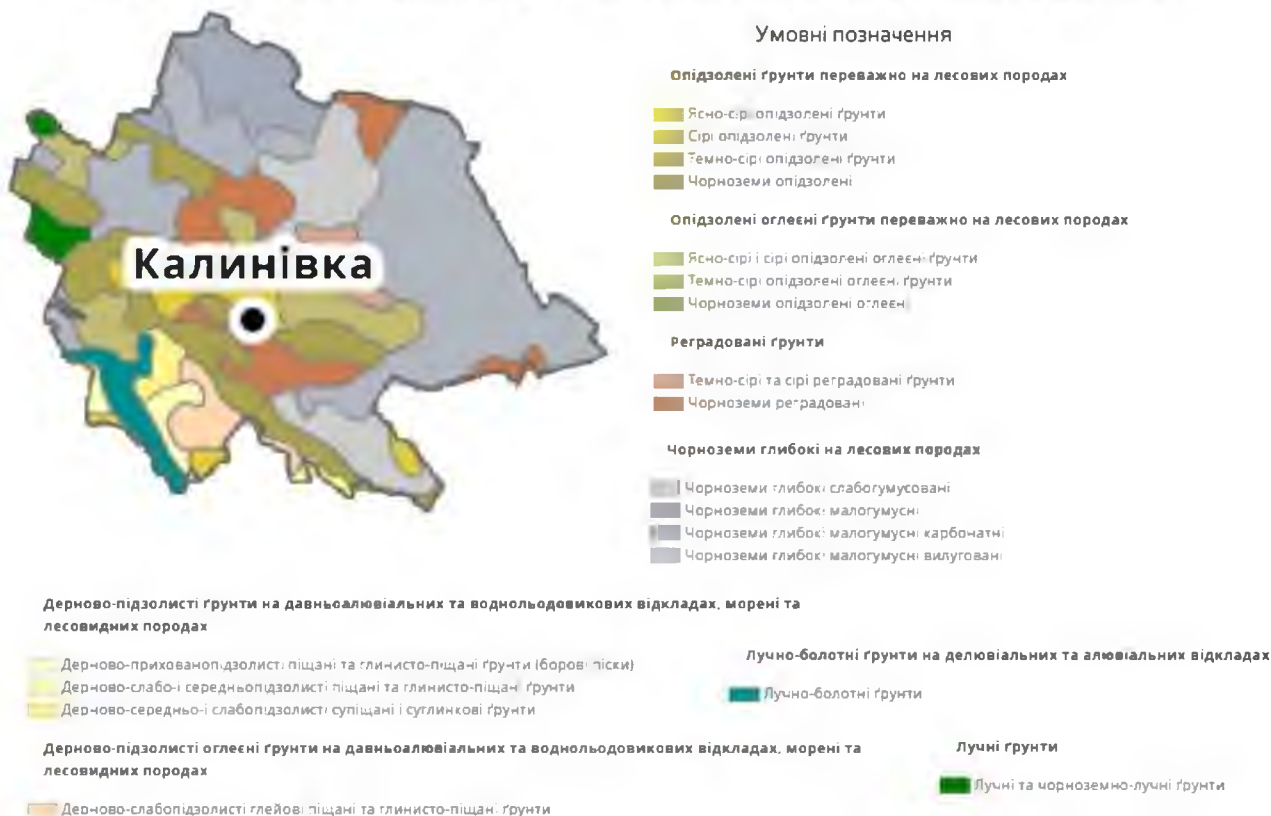 Калинівка
Умовні позначення
Опідзолені ґрунти переважно на лесових породах
Ясно-сірі опідзолені ґрунти
Сірі опідзолені ґрунти
Темно-сірі опідзолені ґрунти
Чорноземи опідзолені
Опідзолені оглеєні ґрунти переважно на лесових породах
Ясно-сірі і сірі опідзолені оглеєні ґрунти
Темно-сірі опідзолені оглеєні ґрунти
Чорноземи опідзолені оглеєні
Реградовані ґрунти
Темно-сірі та сірі реградовані ґрунти
Чорноземи реградовані
Чорноземи глибокі на лесових породах
Чорноземи глибокі слабогумусовані
Чорноземи глибокі малогумусні
Чорноземи глибокі малогумусні карбонатні
Чорноземи глибокі малогумусні вилуговані
Дерново-підзолисті ґрунти на давньоалювіальних та воднольодовикових відкладах, морені та
лесовидних породах
Дерново-прихованопідзолисті піщані та глинисто-піщані ґрунти (борові піски)
Дерново-слабо-і середньопідзолисті піщані та глинисто-піщані ґрунти
Дерново-середньо-і слабопідзолисті супіщані і суглинкові ґрунти
Лучно-болотні ґрунти на делювіальних та алювіальних відкладах
Лучно-болотні ґрунти
Дерново-підзолисті оглеєні ґрунти на давньоалювіальних та воднольодовикових відкладах, морені та
лесовидних породах
Дерново-слабопідзолисті глейові піщані та глинисто-піщані ґрунти
Лучні ґрунти
Лучні та чорноземно-лучні ґрунти